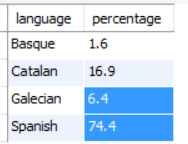 language percentage
Basque 1.6
Catalan 16.9
Galecian 6.4
Spanish 74.4